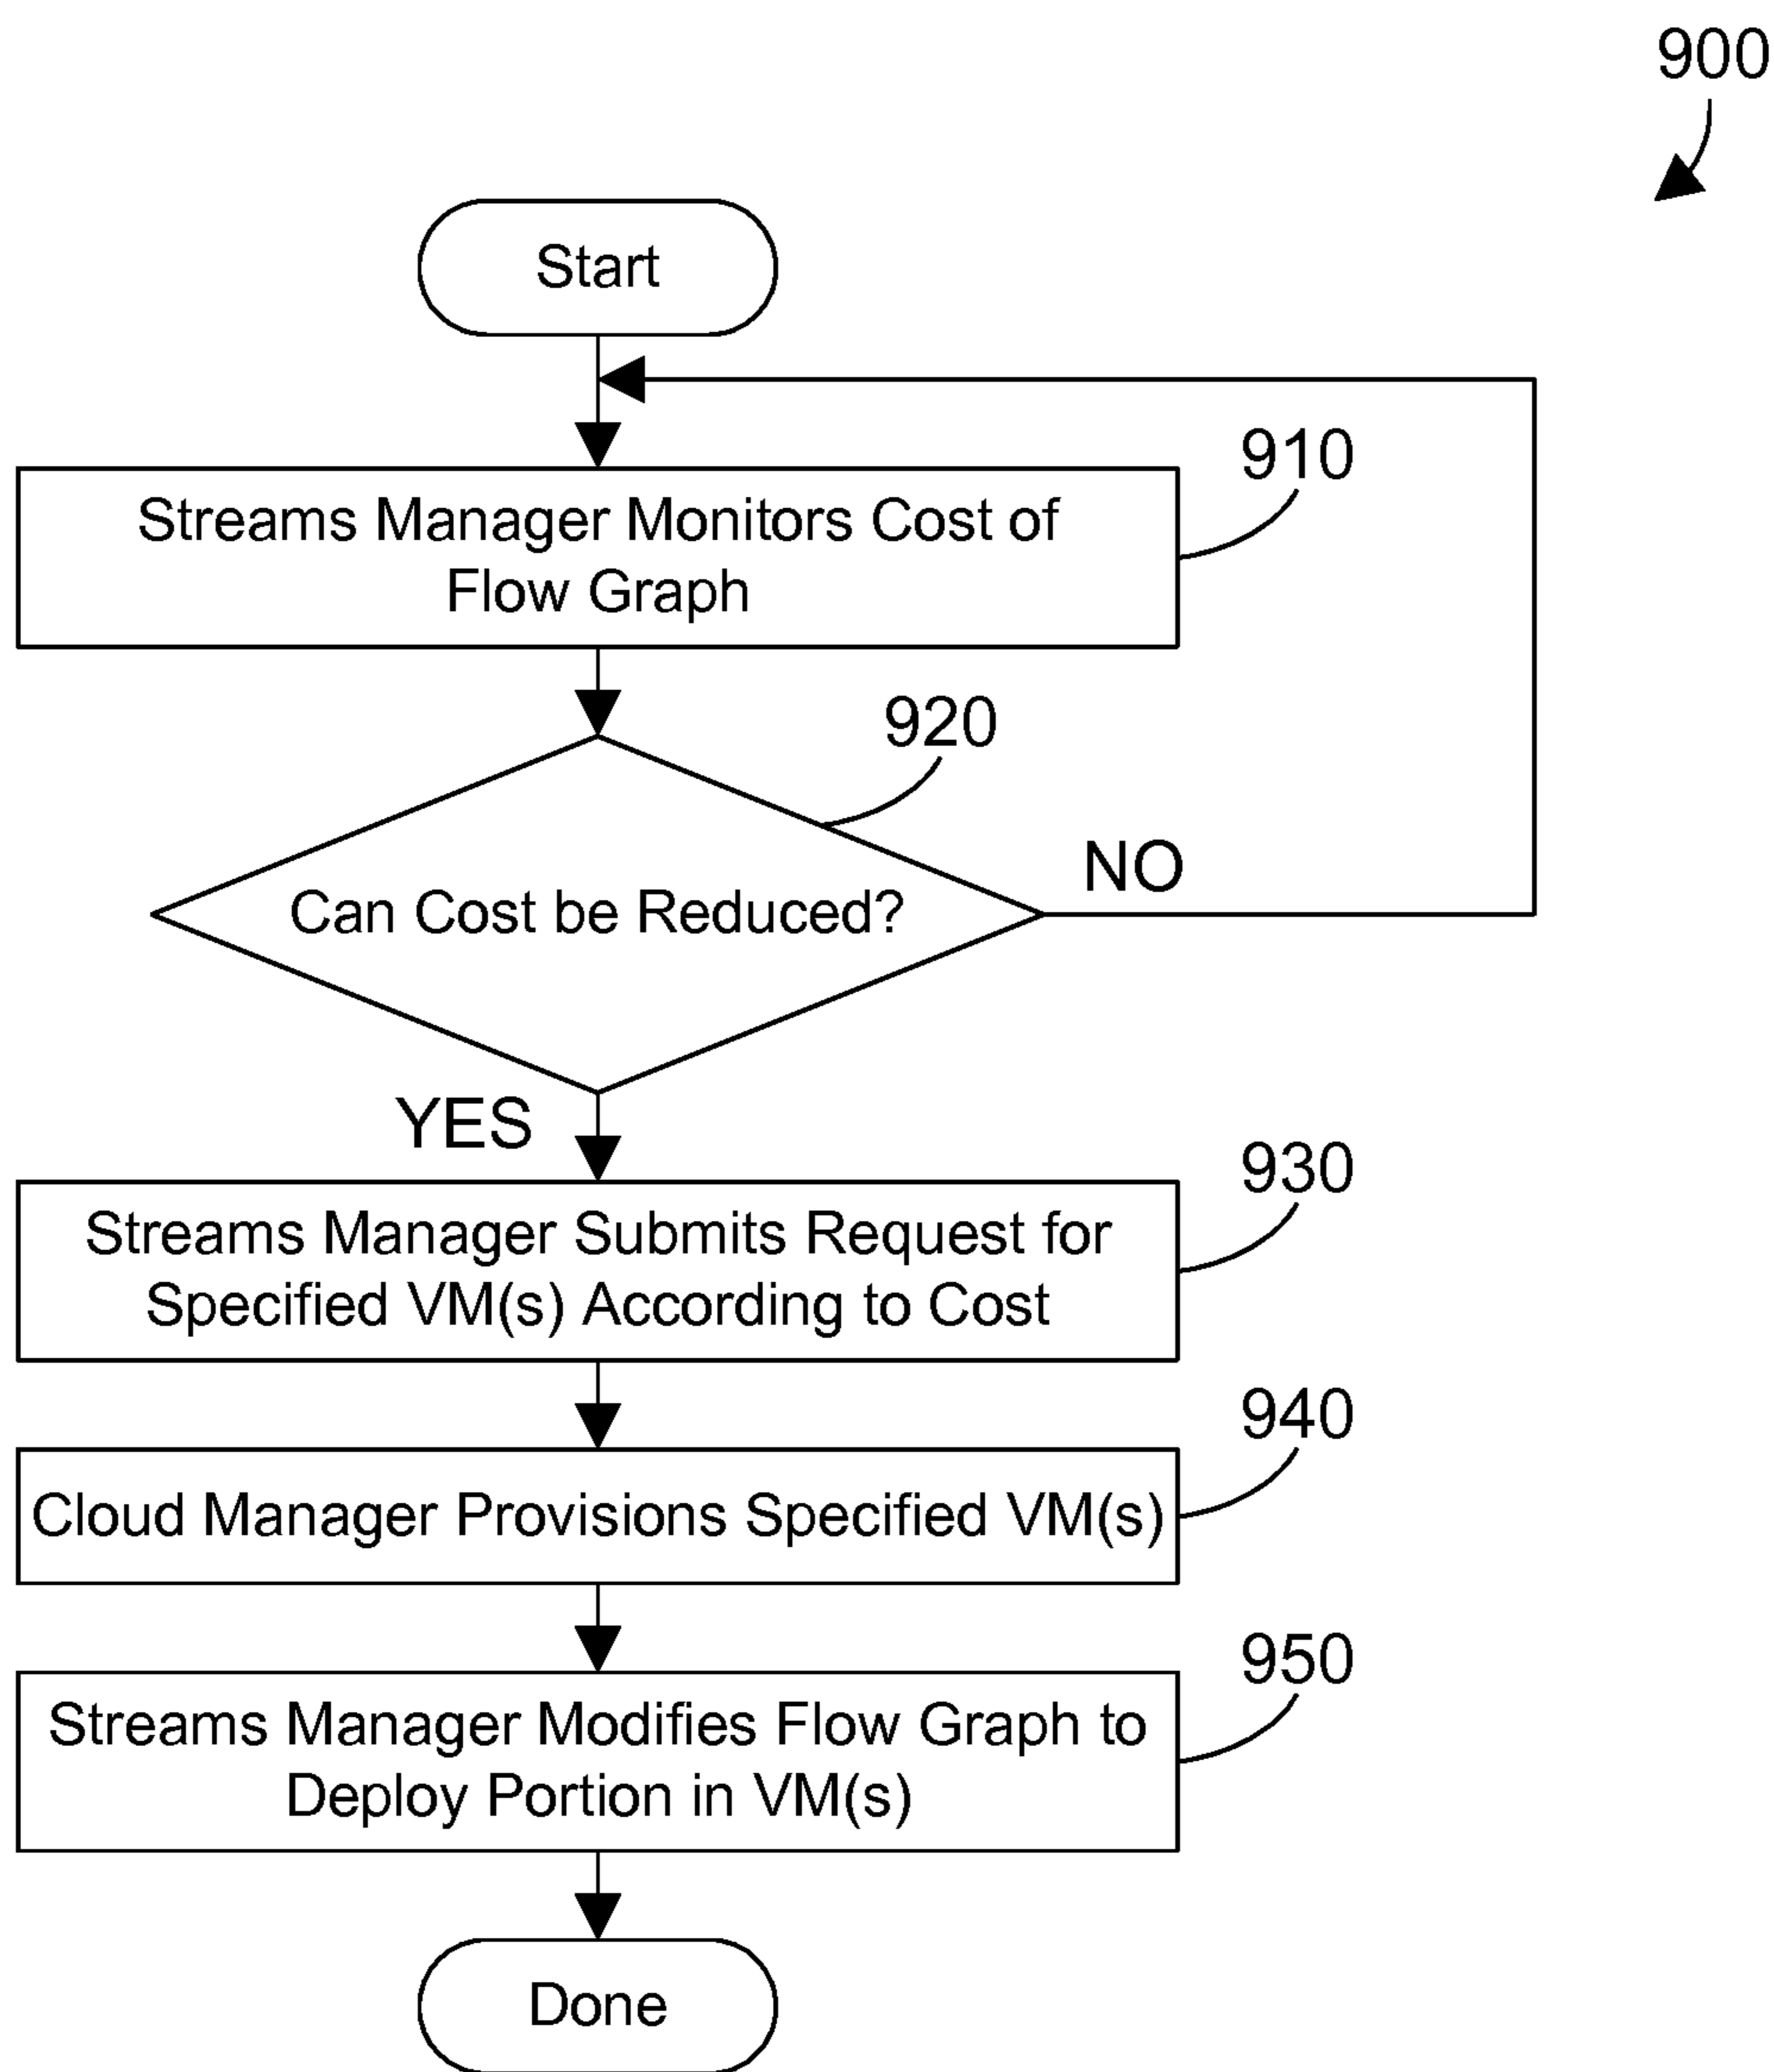 900
Start
910
Streams Manager Monitors Cost of
Flow Graph
920
Can Cost be Reduced?
NO
YES
930
Streams Manager Submits Request for
Specified VM(s) According to Cost
940
Cloud Manager Provisions Specified VM(s)
950
Streams Manager Modifies Flow Graph to
Deploy Portion in VM(s)
Done